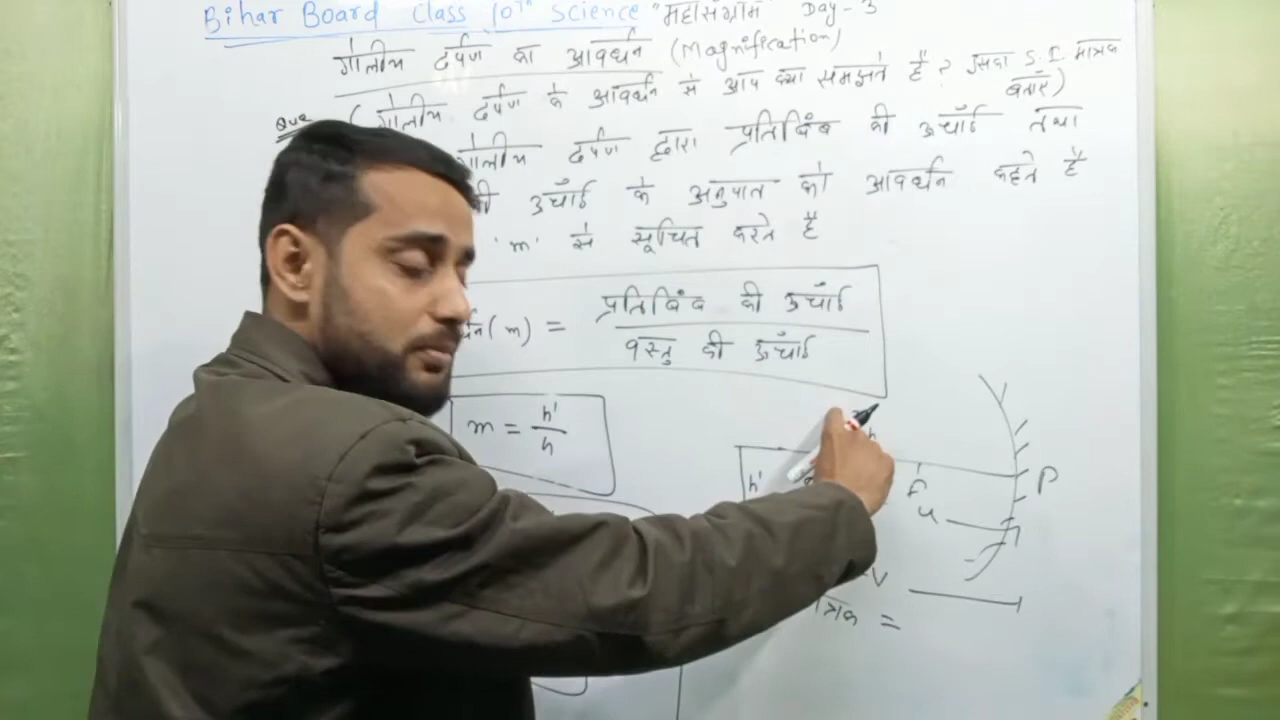 Bihar Board Class 10Th Science "महासंग्राम" Day - 3
गोलीय दर्पण का आवर्धन (Magnification)
Que (गोलीय दर्पण के आवर्धन से आप क्या समझते हैं? इसका S.I मात्रक बताएँ)
गोलीय दर्पण द्वारा प्रतिबिंब की ऊँचाई तथा
की ऊँचाई के अनुपात को आवर्धन कहते है
'm' से सूचित करते हैं
(m) = प्रतिबिंब की ऊँचाई
वस्तु की ऊँचाई
m = h'
h
h
h' F P
u
V
=